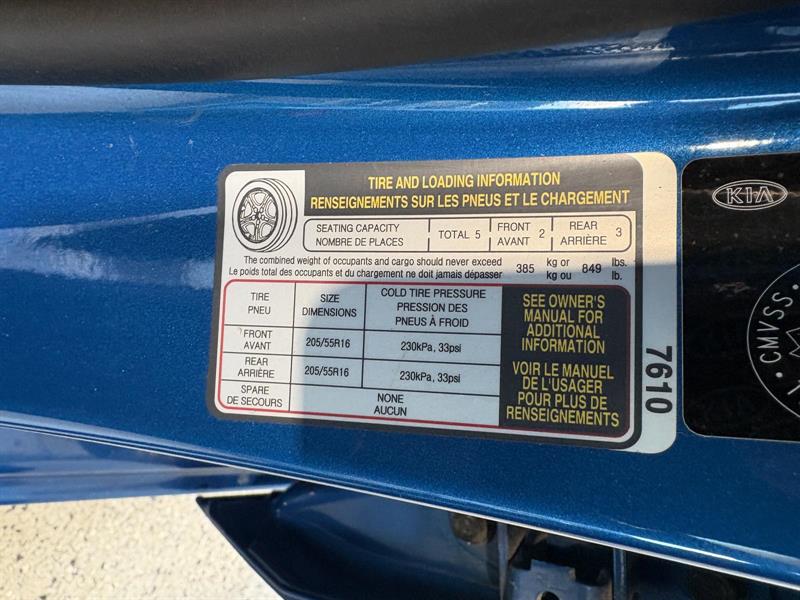 TIRE AND LOADING INFORMATION
RENSEIGNEMENTS SUR LES PNEUS ET LE CHARGEMENT
SEATING CAPACITY
NOMBRE DE PLACES
TOTAL 5
FRONT
AVANT 2
REAR
ARRIÈRE 3
The combined weight of occupants and cargo should never exceed 385 kg or 849 lbs.
Le poids total des occupants et du chargement ne doit jamais dépasser kg ou lb.
TIRE
PNEU
SIZE
DIMENSIONS
COLD TIRE PRESSURE
PRESSION DES
PNEUS À FROID
FRONT
AVANT
205/55R16
230kPa, 33psi
REAR
ARRIÈRE
205/55R16
230kPa, 33psi
SPARE
DE SECOURS
NONE
AUCUN
SEE OWNER'S
MANUAL FOR
ADDITIONAL
INFORMATION
VOIR LE MANUEL
DE L'USAGER
POUR PLUS DE
RENSEIGNEMENTS
7610
KIA
CMVSS